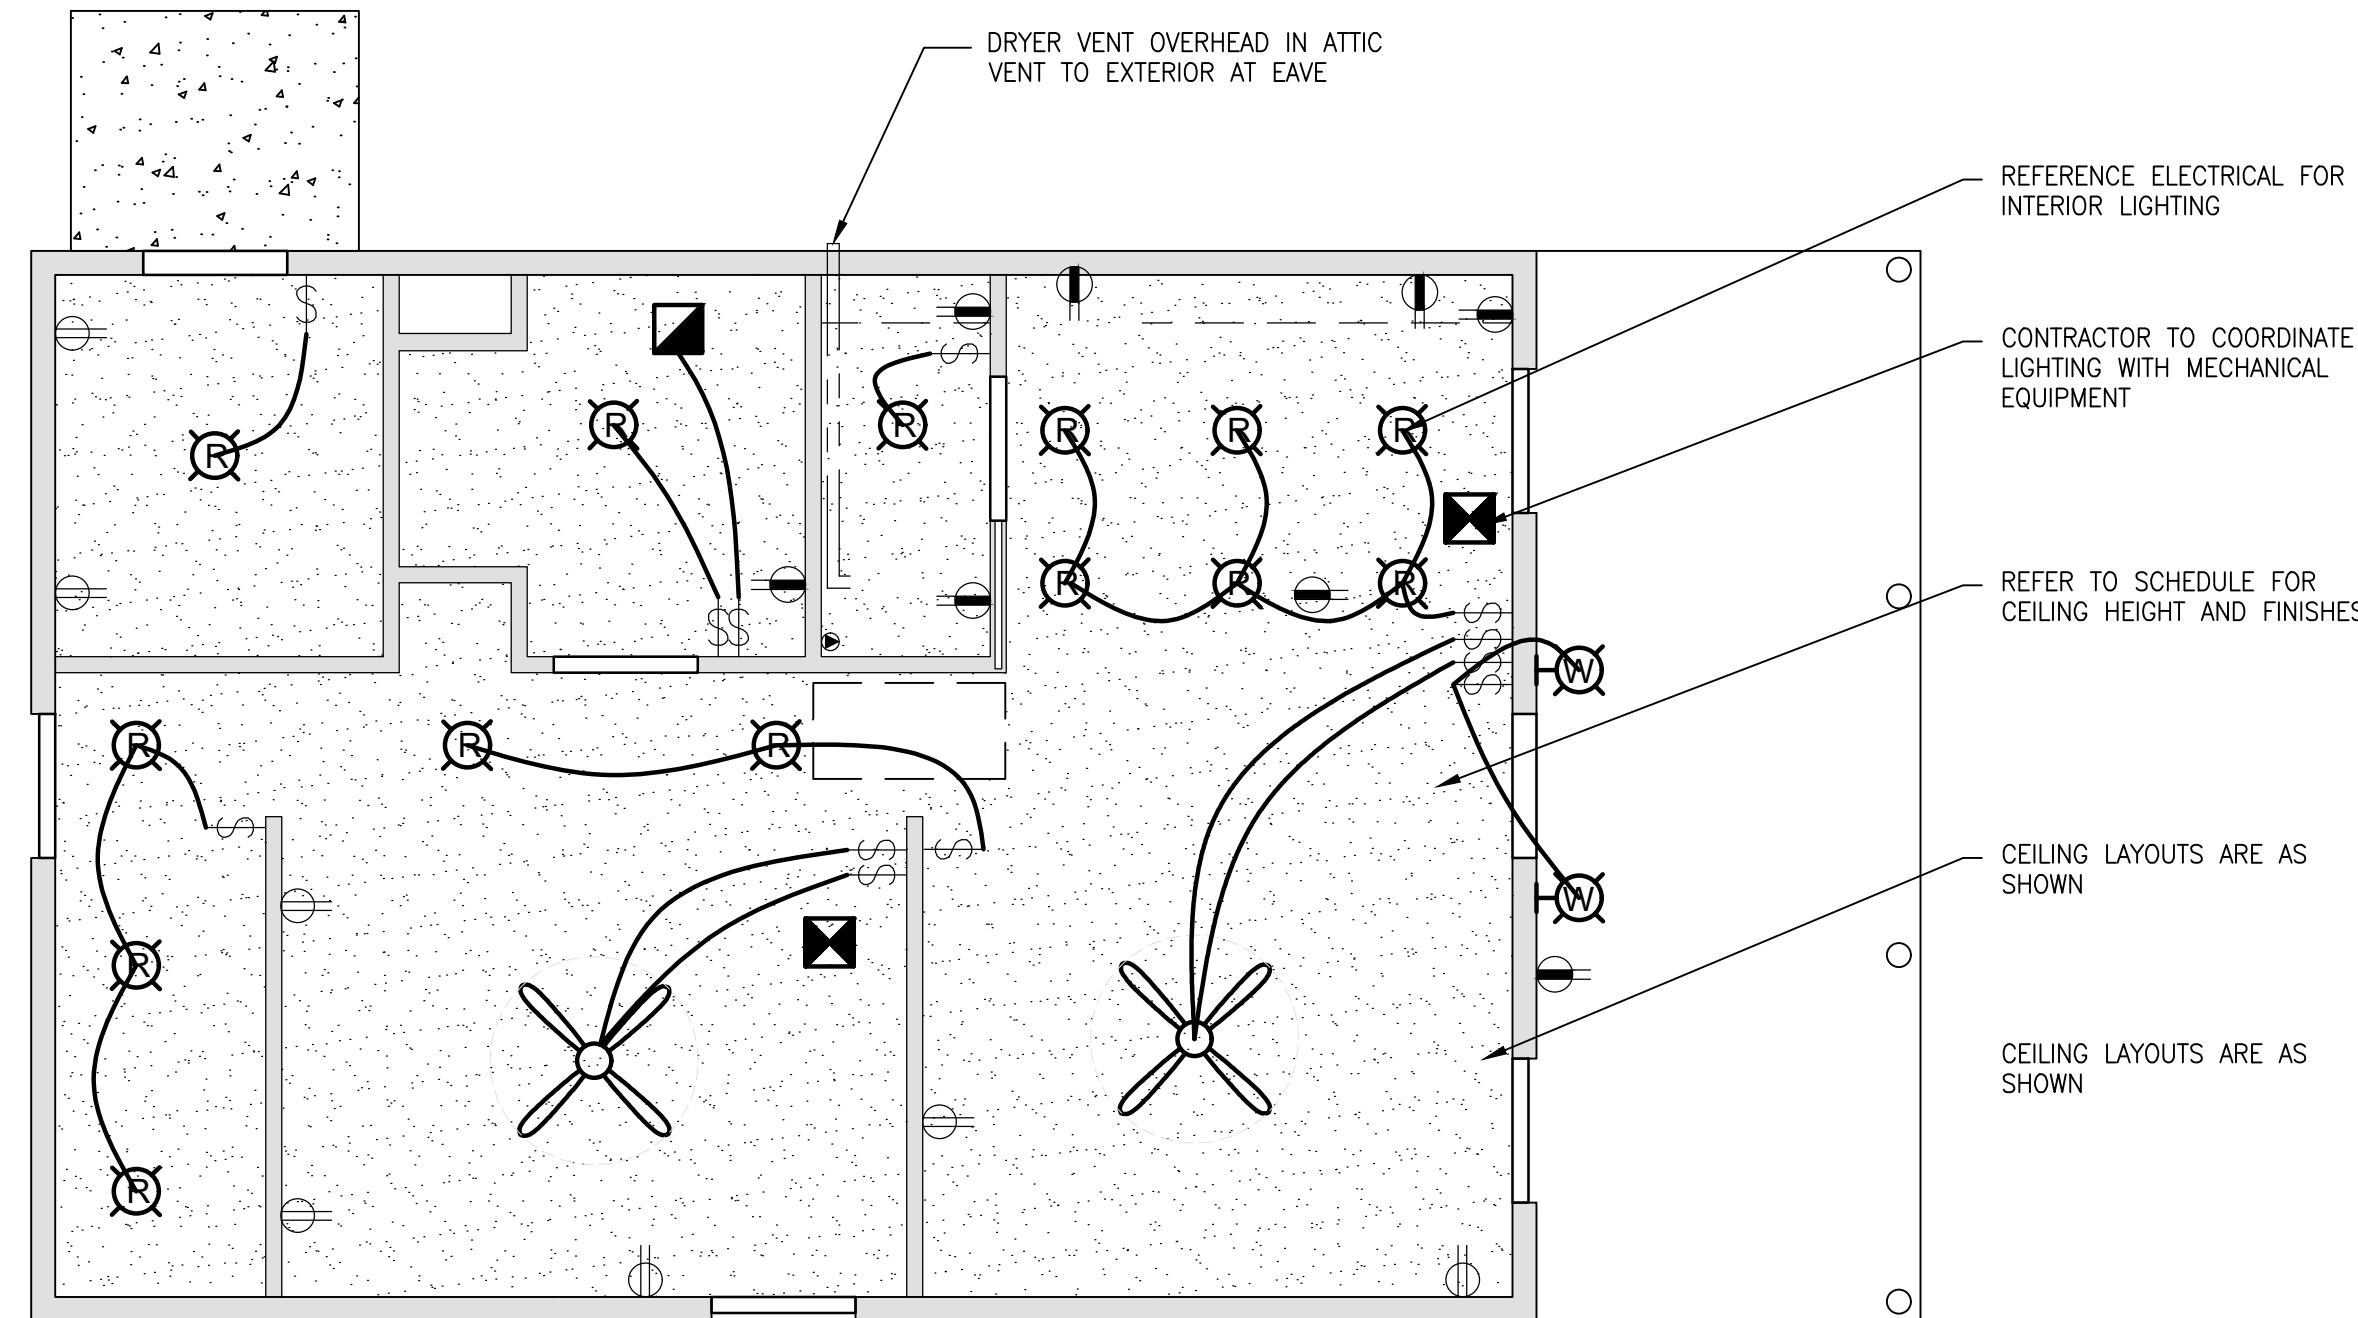 DRYER VENT OVERHEAD IN ATTIC
VENT TO EXTERIOR AT EAVE
REFERENCE ELECTRICAL FOR
INTERIOR LIGHTING
CONTRACTOR TO COORDINATE
LIGHTING WITH MECHANICAL
EQUIPMENT
REFER TO SCHEDULE FOR
CEILING HEIGHT AND FINISHES
CEILING LAYOUTS ARE AS
SHOWN
CEILING LAYOUTS ARE AS
SHOWN
S
S
R
R
R
R
R
R
R
R
R
S
S
S
S
S
S
S
W
R
R
R
S
S
S
S
W
R
R